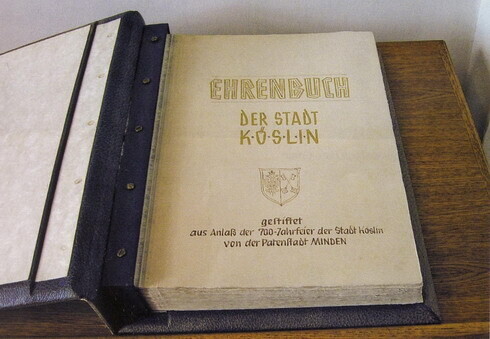 EHRENBUCH
DER STADT
K·Ö·S·L·I·N
gestiftet
aus Anlaß der 700-Jahrfeier der Stadt Köslin
von der Patenstadt MINDEN